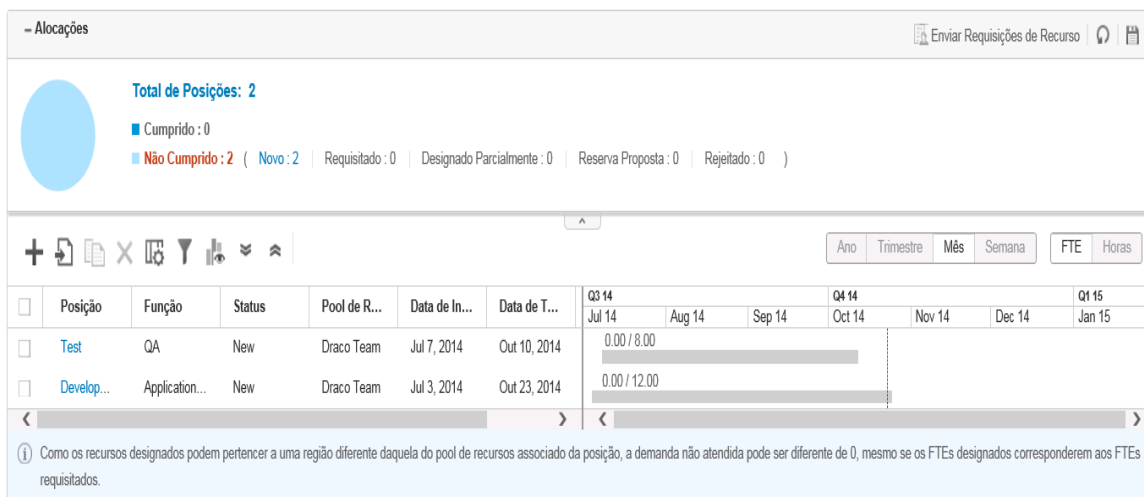 – Alocações
Enviar Requisições de Recurso
Total de Posições: 2
Cumprido : 0
Não Cumprido : 2 ( Novo : 2 | Requisitado : 0 | Designado Parcialmente : 0 | Reserva Proposta : 0 | Rejeitado : 0 )
Ano Trimestre Mês Semana FTE Horas
Posição Função Status Pool de R... Data de In... Data de T...
Q3 14 Q4 14 Q1 15
Jul 14 Aug 14 Sep 14 Oct 14 Nov 14 Dec 14 Jan 15
Test QA New Draco Team Jul 7, 2014 Out 10, 2014 0.00 / 8.00
Develop... Application... New Draco Team Jul 3, 2014 Out 23, 2014 0.00 / 12.00
Como os recursos designados podem pertencer a uma região diferente daquela do pool de recursos associado da posição, a demanda não atendida pode ser diferente de 0, mesmo se os FTEs designados corresponderem aos FTEs
requisitados.